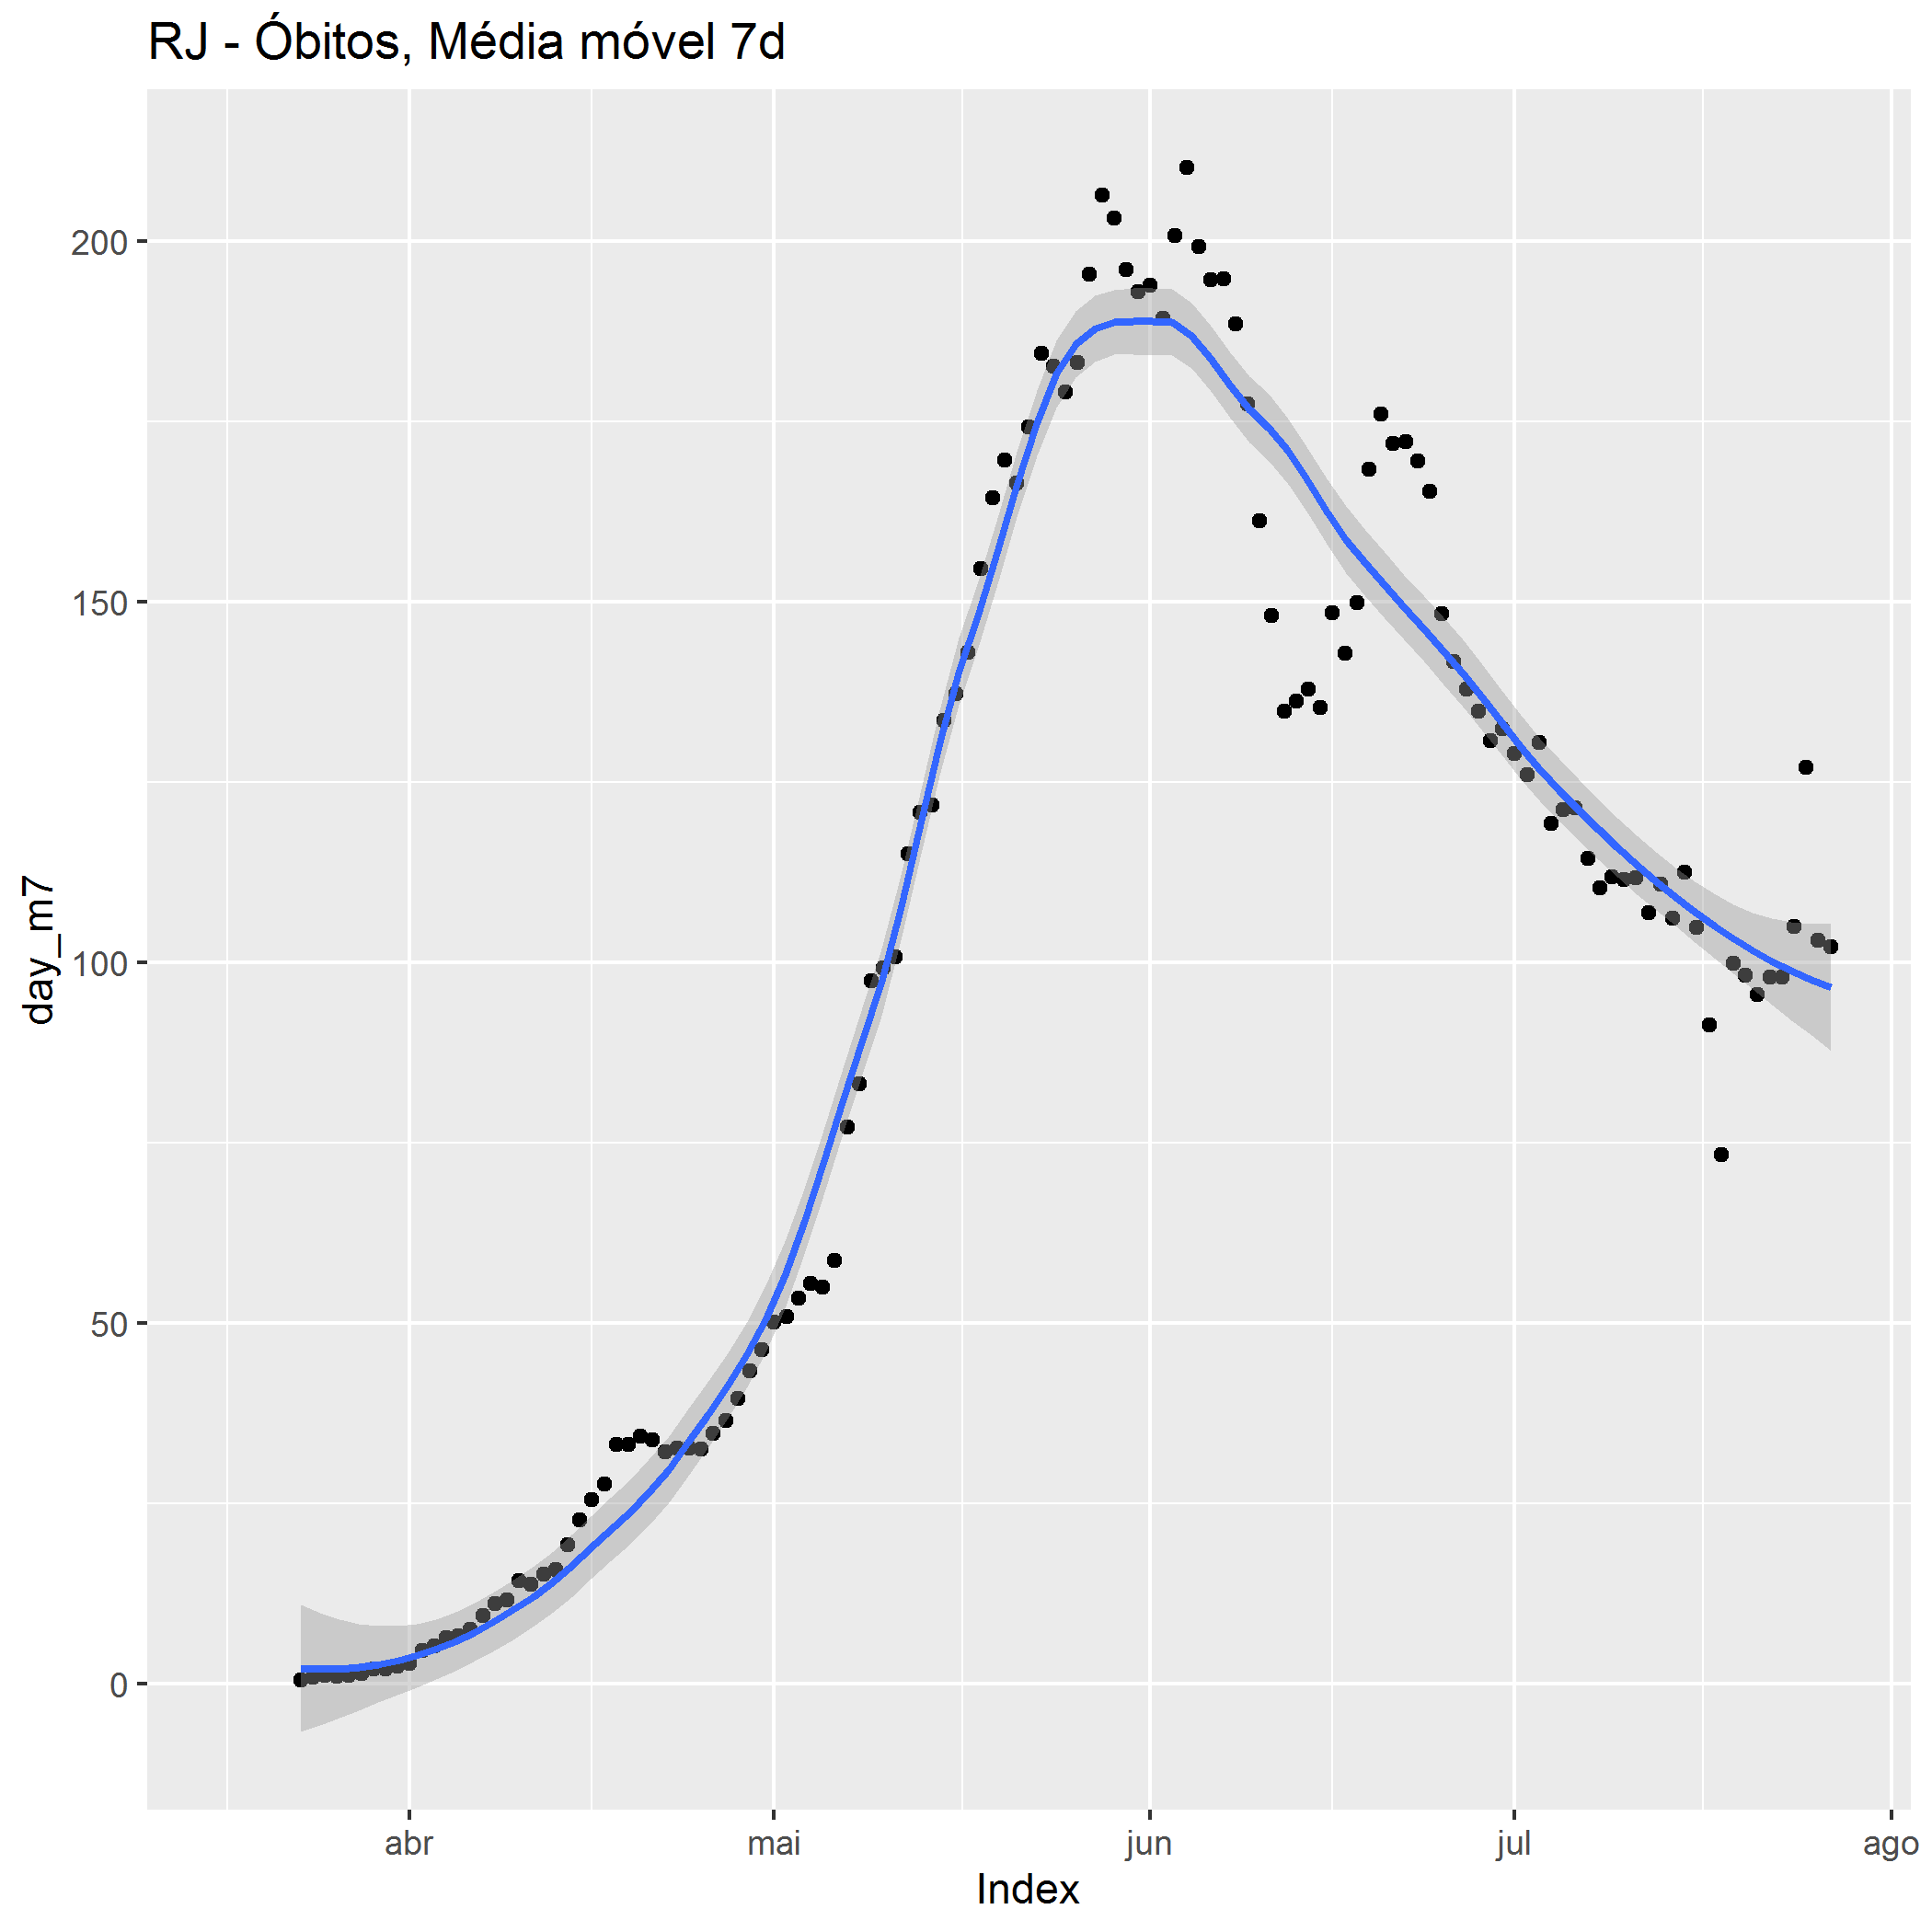 RJ - Óbitos, Média móvel 7d
day_m7
200
150
100
50
0
abr mai jun jul ago
Index